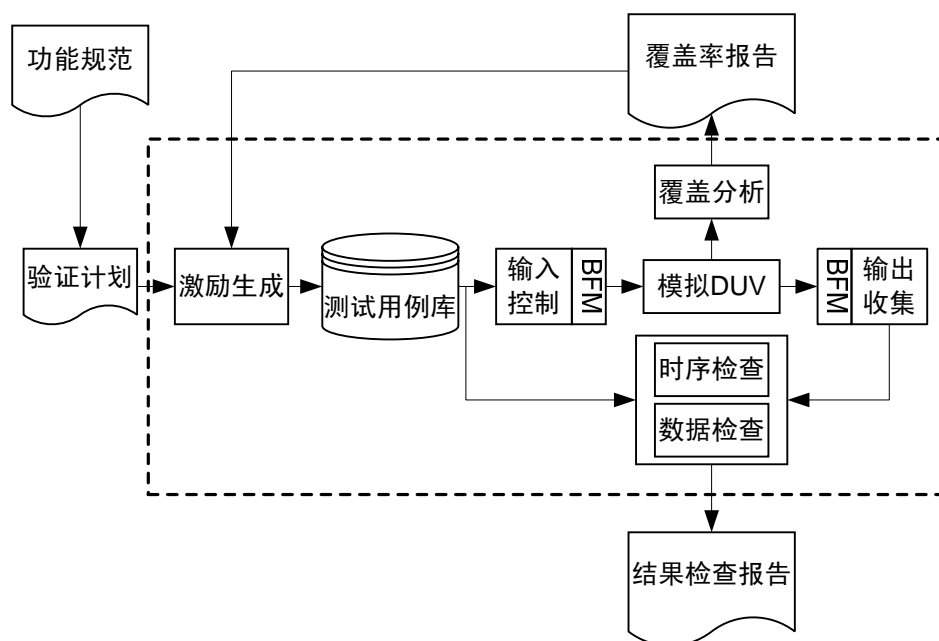 功能规范
覆盖率报告
覆盖分析
验证计划
激励生成
测试用例库
输入
控制
BFM
模拟DUV
BFM
输出
收集
时序检查
数据检查
结果检查报告